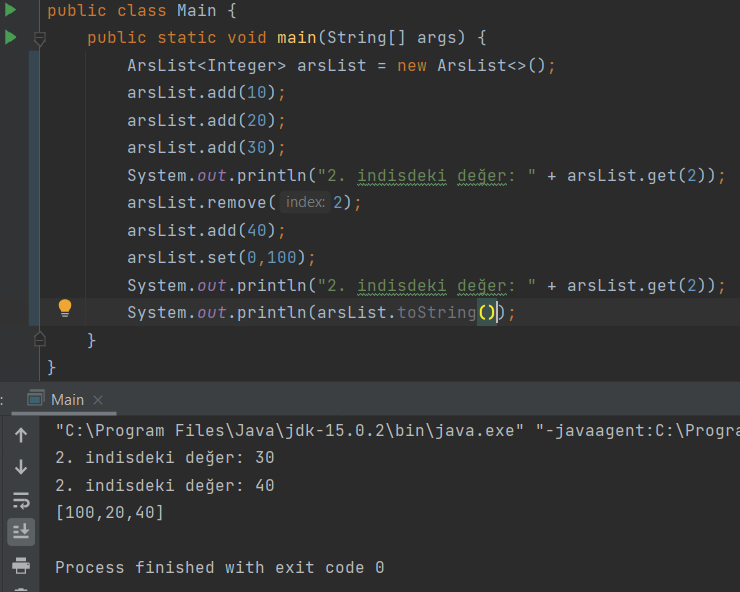 public class Main {
public static void main(String[] args) {
ArsList<Integer> arsList = new ArsList<>();
arsList.add(10);
arsList.add(20);
arsList.add(30);
System.out.println("2. indisdeki değer: " + arsList.get(2));
arsList.remove( index: 2);
arsList.add(40);
arsList.set(0,100);
System.out.println("2. indisdeki değer: " + arsList.get(2));
System.out.println(arsList.toString());
}
}
: Main ×
"C:\Program Files\Java\jdk-15.0.2\bin\java.exe" "-javaagent:C:\Progra
2. indisdeki değer: 30
2. indisdeki değer: 40
[100,20,40]
Process finished with exit code 0